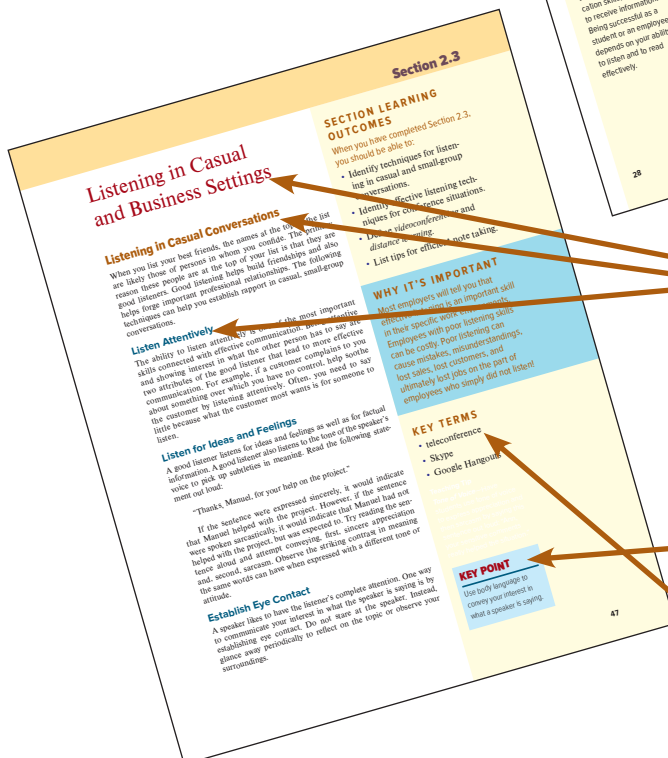 cation skills
to receive information
Being successful as a
student or an employee
depends on your ability
to listen and to read
effectively.
28
Section 2.3
Listening in Casual
and Business Settings
Listening in Casual Conversations
When you list your best friends, the names at the top of the list
are likely those of persons in whom you confide. The primary
reason these people are at the top of your list is that they are
good listeners. Good listening helps build friendships and also
helps forge important professional relationships. The following
techniques can help you establish rapport in casual, small-group
conversations.
Listen Attentively
The ability to listen attentively is one of the most important
skills connected with effective communication.
and showing interest in what the other person has to say are
two attributes of the good listener that lead to more effective
communication. For example, if a customer complains to you
about something over which you have no control, help soothe
the customer by listening attentively. Often, you need to say
little because what the customer most wants is for someone to
listen.
Listen for Ideas and Feelings
A good listener listens for ideas and feelings as well as for factual
information. A good listener also listens to the tone of the speaker's
voice to pick up subtleties in meaning. Read the following state-
ment out loud:
"Thanks, Manuel, for your help on the project."
If the sentence were expressed sincerely, it would indicate
that Manuel helped with the project. However, if the sentence
were spoken sarcastically, it would indicate that Manuel had not
helped with the project, but was expected to. Try reading the sen-
tence aloud and attempt conveying, first, sincere appreciation
and, second, sarcasm. Observe the striking contrast in meaning
the same words can have when expressed with a different tone or
attitude.
Establish Eye Contact
A speaker likes to have the listener's complete attention. One way
to communicate your interest in what the speaker is saying is by
establishing eye contact. Do not stare at the speaker. Instead,
glance away periodically to reflect on the topic or observe your
surroundings.
SECTION LEARNING
OUTCOMES
When you have completed Section 2.3,
you should be able to:
• Identify techniques for listen-
ing in casual and small-group
conversations.
• Identify effective listening tech-
niques for conference situations.
• Define videoconferencing and
distance learning.
• List tips for efficient note taking.
WHY IT'S IMPORTANT
Most employers will tell you that
effective listening is an important skill
in their specific work environments.
Employees with poor listening skills
can be costly. Poor listening can
cause mistakes, misunderstandings,
lost sales, lost customers, and
ultimately lost jobs on the part of
employees who simply did not listen!
KEY TERMS
• teleconference
• Skype
• Google Hangouts
KEY POINT
Use body language to
convey your interest in
what a speaker is saying.
47